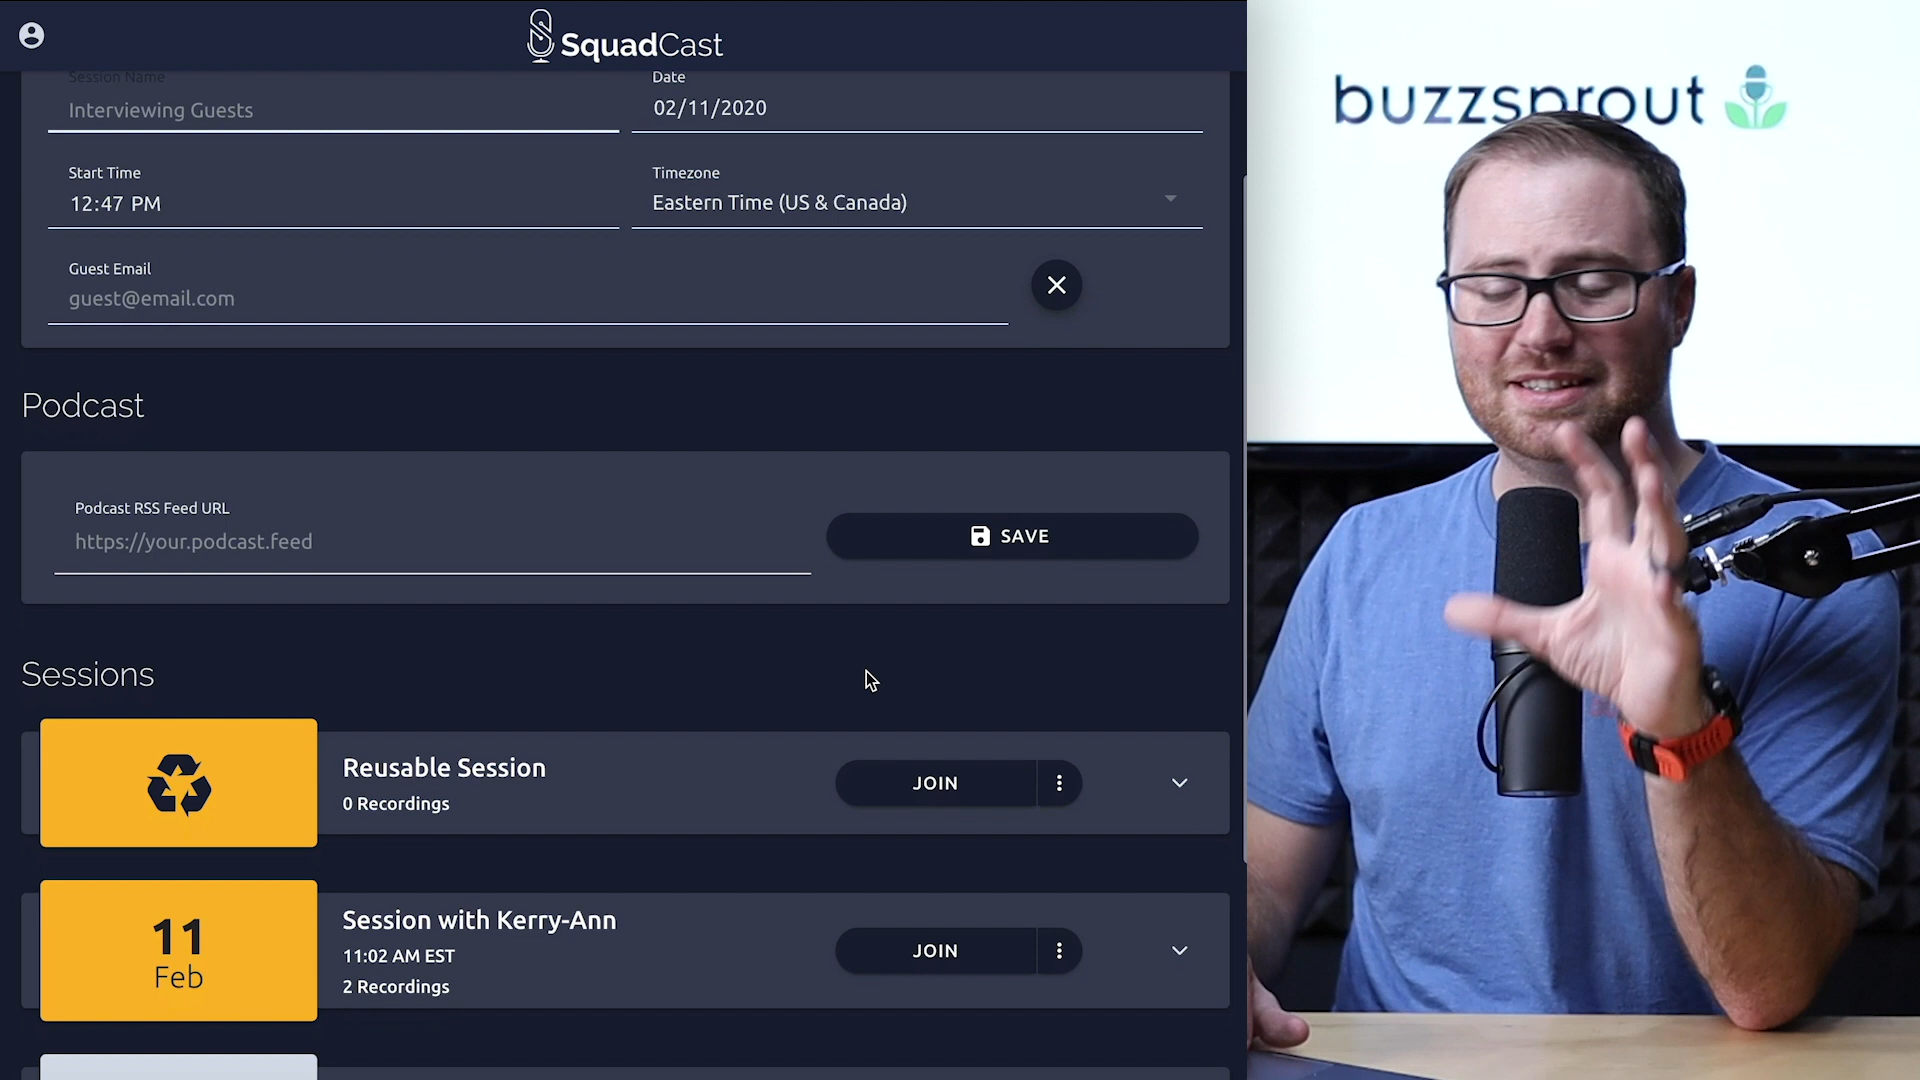 SquadCast
buzzsprout
Session Name
Date
Interviewing Guests
02/11/2020
Start Time
Timezone
12:47 PM
Eastern Time (US & Canada)
Guest Email
guest@email.com
Podcast
Podcast RSS Feed URL
https://your.podcast.feed
SAVE
Sessions
Reusable Session
0 Recordings
JOIN
11
Feb
Session with Kerry-Ann
11:02 AM EST
2 Recordings
JOIN